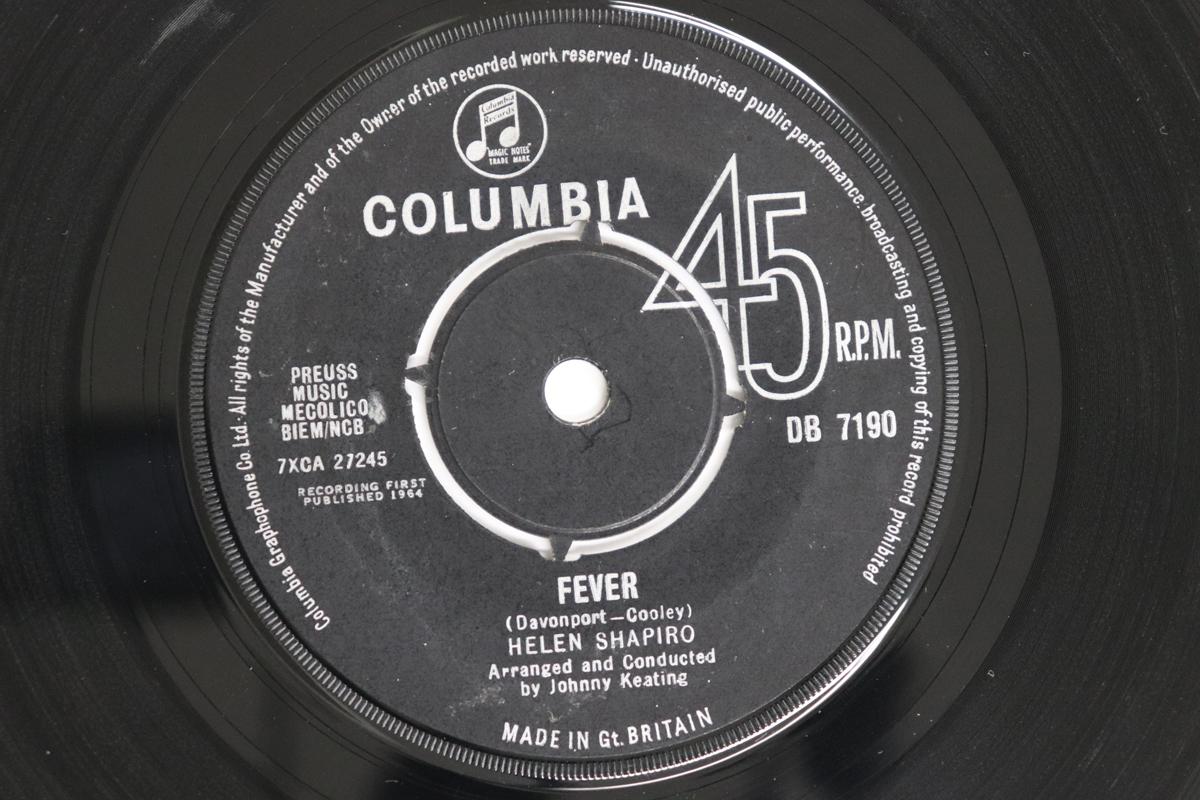 Columbia Graphophone Co. Ltd. · All rights of the Manufacturer and of the Owner of the recorded work reserved · Unauthorised public performance, broadcasting and copying of this record prohibited
Columbia
Records
"MAGIC NOTES"
TRADE MARK
COLUMBIA
45
R.P.M.
PREUSS
MUSIC
MECOLICO
BIEM/NCB
DB 7190
7XCA 27245
RECORDING FIRST
PUBLISHED 1964
FEVER
(Davonport—Cooley)
HELEN SHAPIRO
Arranged and Conducted
by Johnny Keating
MADE IN Gt. BRITAIN